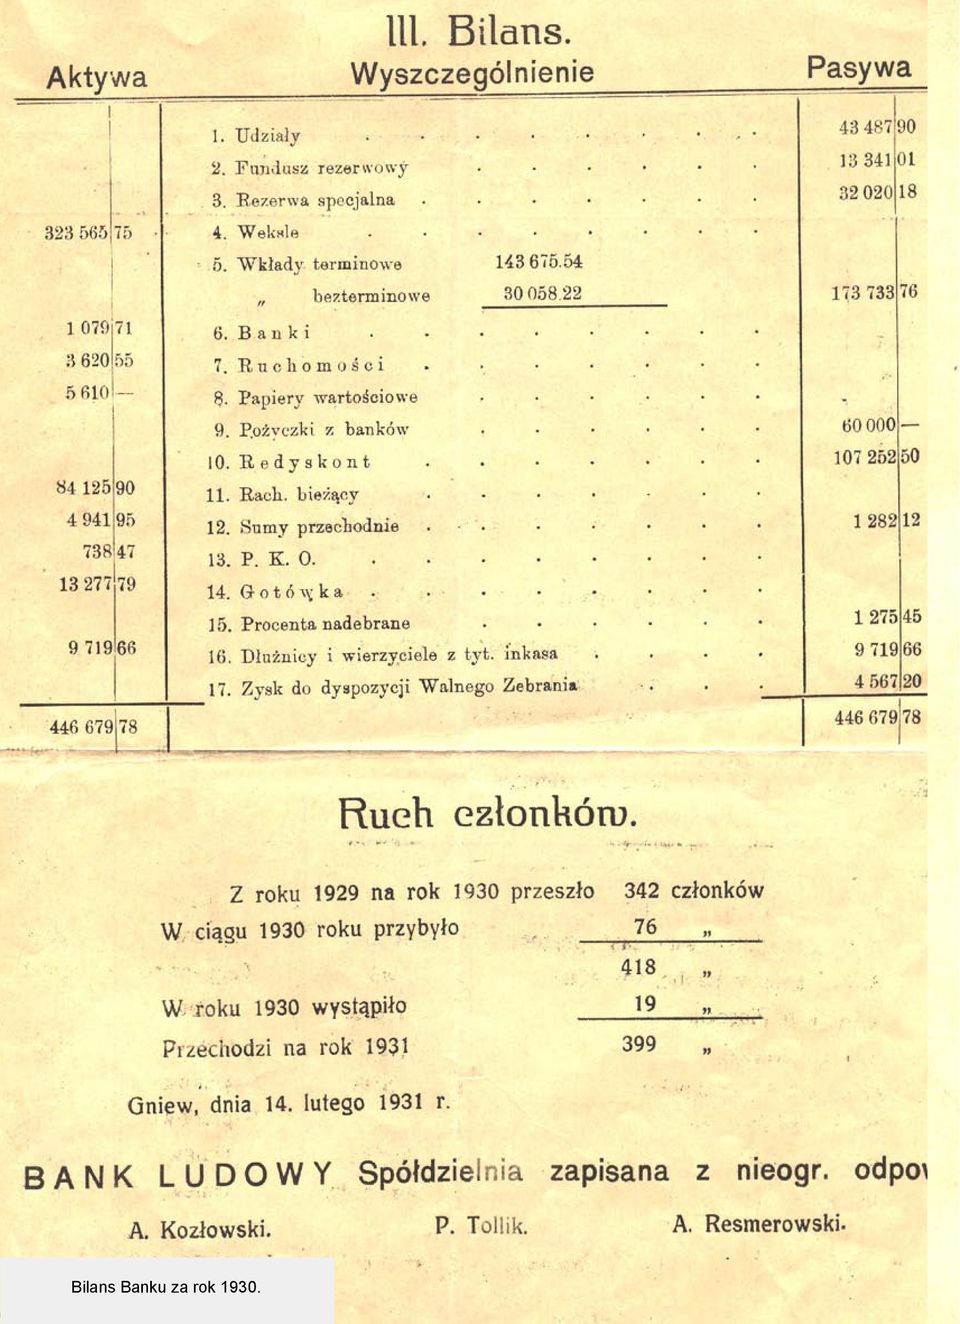 III. Bilans.
Aktywa Wyszczególnienie Pasywa
1. Udziały 43 487 90
2. Fundusz rezerwowy 13 341 01
3. Rezerwa specjalna 32 020 18
323 565 75 4. Weksle
5. Wkłady terminowe 143 675.54
„ bezterminowe 30 058.22 173 733 76
1 079 71 6. Banki
3 620 55 7. Ruchomości
5 610 — 8. Papiery wartościowe
9. Pożyczki z banków 60 000 —
10. Redyskont 107 252 50
84 125 90 11. Rach. bieżący
4 941 95 12. Sumy przechodnie 1 282 12
738 47 13. P. K. O.
13 277 79 14. Gotówka
15. Procenta nadebrane 1 275 45
9 719 66 16. Dłużnicy i wierzyciele z tyt. inkasa 9 719 66
17. Zysk do dyspozycji Walnego Zebrania 4 567 20
446 679 78 446 679 78
Ruch członków.
Z roku 1929 na rok 1930 przeszło 342 członków
W ciągu 1930 roku przybyło 76 „
418 „
W roku 1930 wystąpiło 19 „
Przechodzi na rok 1931 399 „
Gniew, dnia 14. lutego 1931 r.
BANK LUDOWY Spółdzielnia zapisana z nieogr. odpow
A. Kozłowski. P. Tollik. A. Resmerowski.
Bilans Banku za rok 1930.